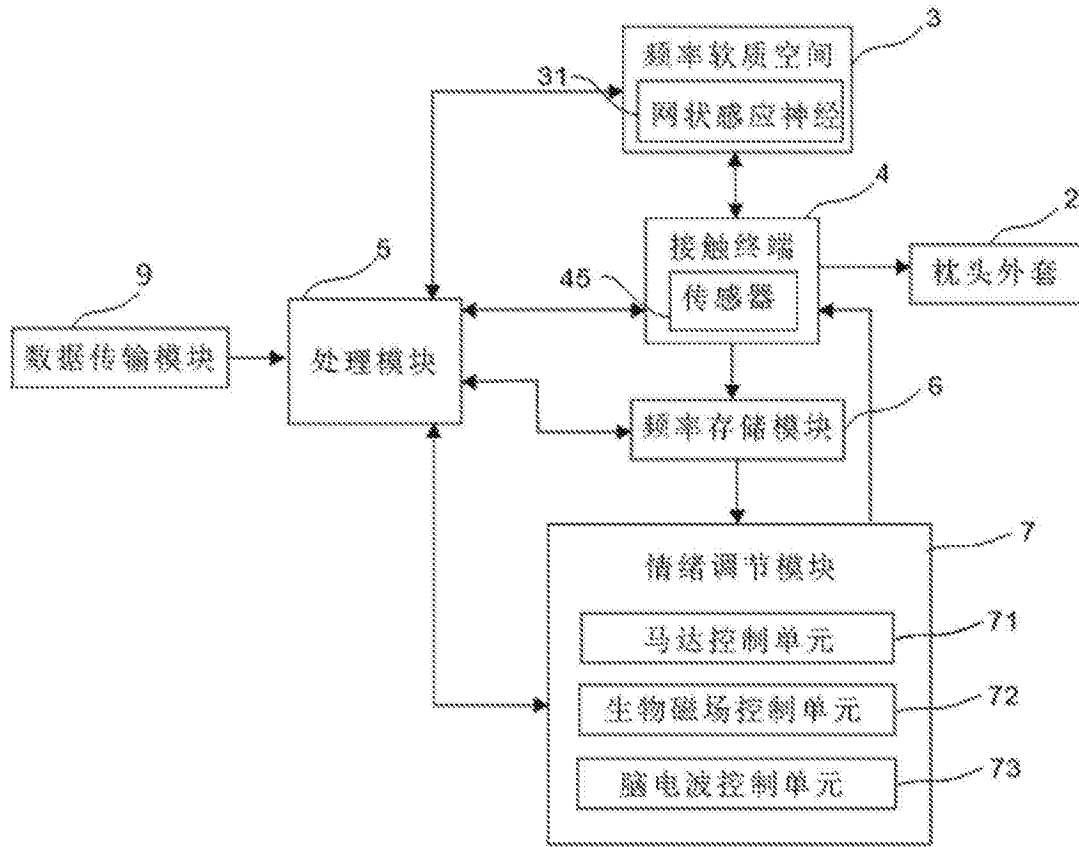 3
频率软质空间
31
网状感应神经
4
接触终端
45
传感器
2
枕头外套
5
处理模块
9
数据传输模块
6
频率存储模块
7
情绪调节模块
马达控制单元
71
生物磁场控制单元
72
脑电波控制单元
73